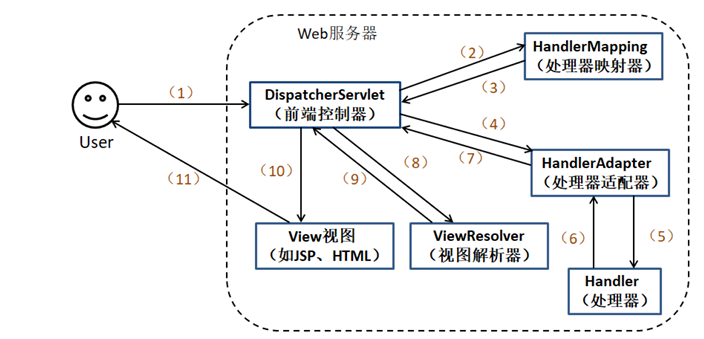 Web服务器
（2）
HandlerMapping
（处理器映射器）
（3）
（1）
DispatcherServlet
（前端控制器）
User
（4）
（7）
HandlerAdapter
（处理器适配器）
（11）
（10）
（9）
（8）
View视图
（如JSP、HTML）
ViewResolver
（视图解析器）
（6）
（5）
Handler
（处理器）